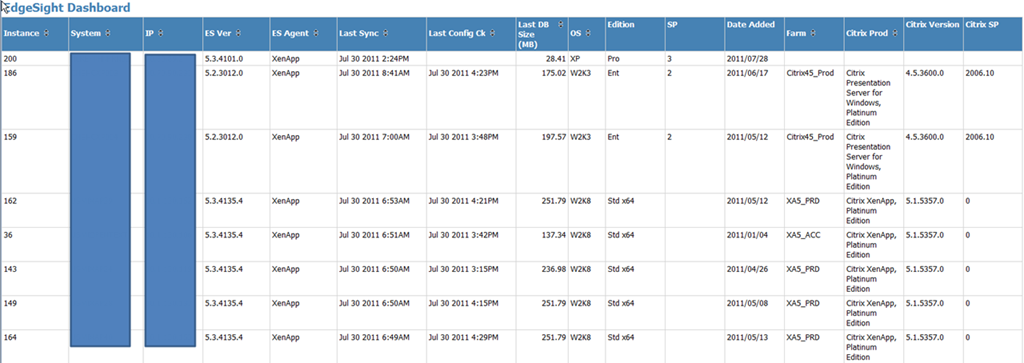 EdgeSight Dashboard
Instance System IP ES Ver ES Agent Last Sync Last Config Ck Last DB Size (MB) OS Edition SP Date Added Farm Citrix Prod Citrix Version Citrix SP
200 5.3.4101.0 XenApp Jul 30 2011 2:24PM 28.41 XP Pro 3 2011/07/28
186 5.2.3012.0 XenApp Jul 30 2011 8:41AM Jul 30 2011 4:23PM 175.02 W2K3 Ent 2 2011/06/17 Citrix45_Prod Citrix 4.5.3600.0 2006.10
Presentation
Server for
Windows,
Platinum
Edition
159 5.2.3012.0 XenApp Jul 30 2011 7:00AM Jul 30 2011 3:48PM 197.57 W2K3 Ent 2 2011/05/12 Citrix45_Prod Citrix 4.5.3600.0 2006.10
Presentation
Server for
Windows,
Platinum
Edition
162 5.3.4135.4 XenApp Jul 30 2011 6:53AM Jul 30 2011 4:21PM 251.79 W2K8 Std x64 2011/05/12 XA5_PRD Citrix XenApp, 5.1.5357.0 0
Platinum
Edition
36 5.3.4135.4 XenApp Jul 30 2011 6:51AM Jul 30 2011 3:42PM 137.34 W2K8 Std x64 2011/01/04 XA5_ACC Citrix XenApp, 5.1.5357.0 0
Platinum
Edition
143 5.3.4135.4 XenApp Jul 30 2011 6:50AM Jul 30 2011 3:15PM 236.98 W2K8 Std x64 2011/04/26 XA5_PRD Citrix XenApp, 5.1.5357.0 0
Platinum
Edition
149 5.3.4135.4 XenApp Jul 30 2011 6:50AM Jul 30 2011 4:15PM 251.79 W2K8 Std x64 2011/05/08 XA5_PRD Citrix XenApp, 5.1.5357.0 0
Platinum
Edition
164 5.3.4135.4 XenApp Jul 30 2011 6:49AM Jul 30 2011 4:29PM 251.79 W2K8 Std x64 2011/05/13 XA5_PRD Citrix XenApp, 5.1.5357.0 0
Platinum
Edition